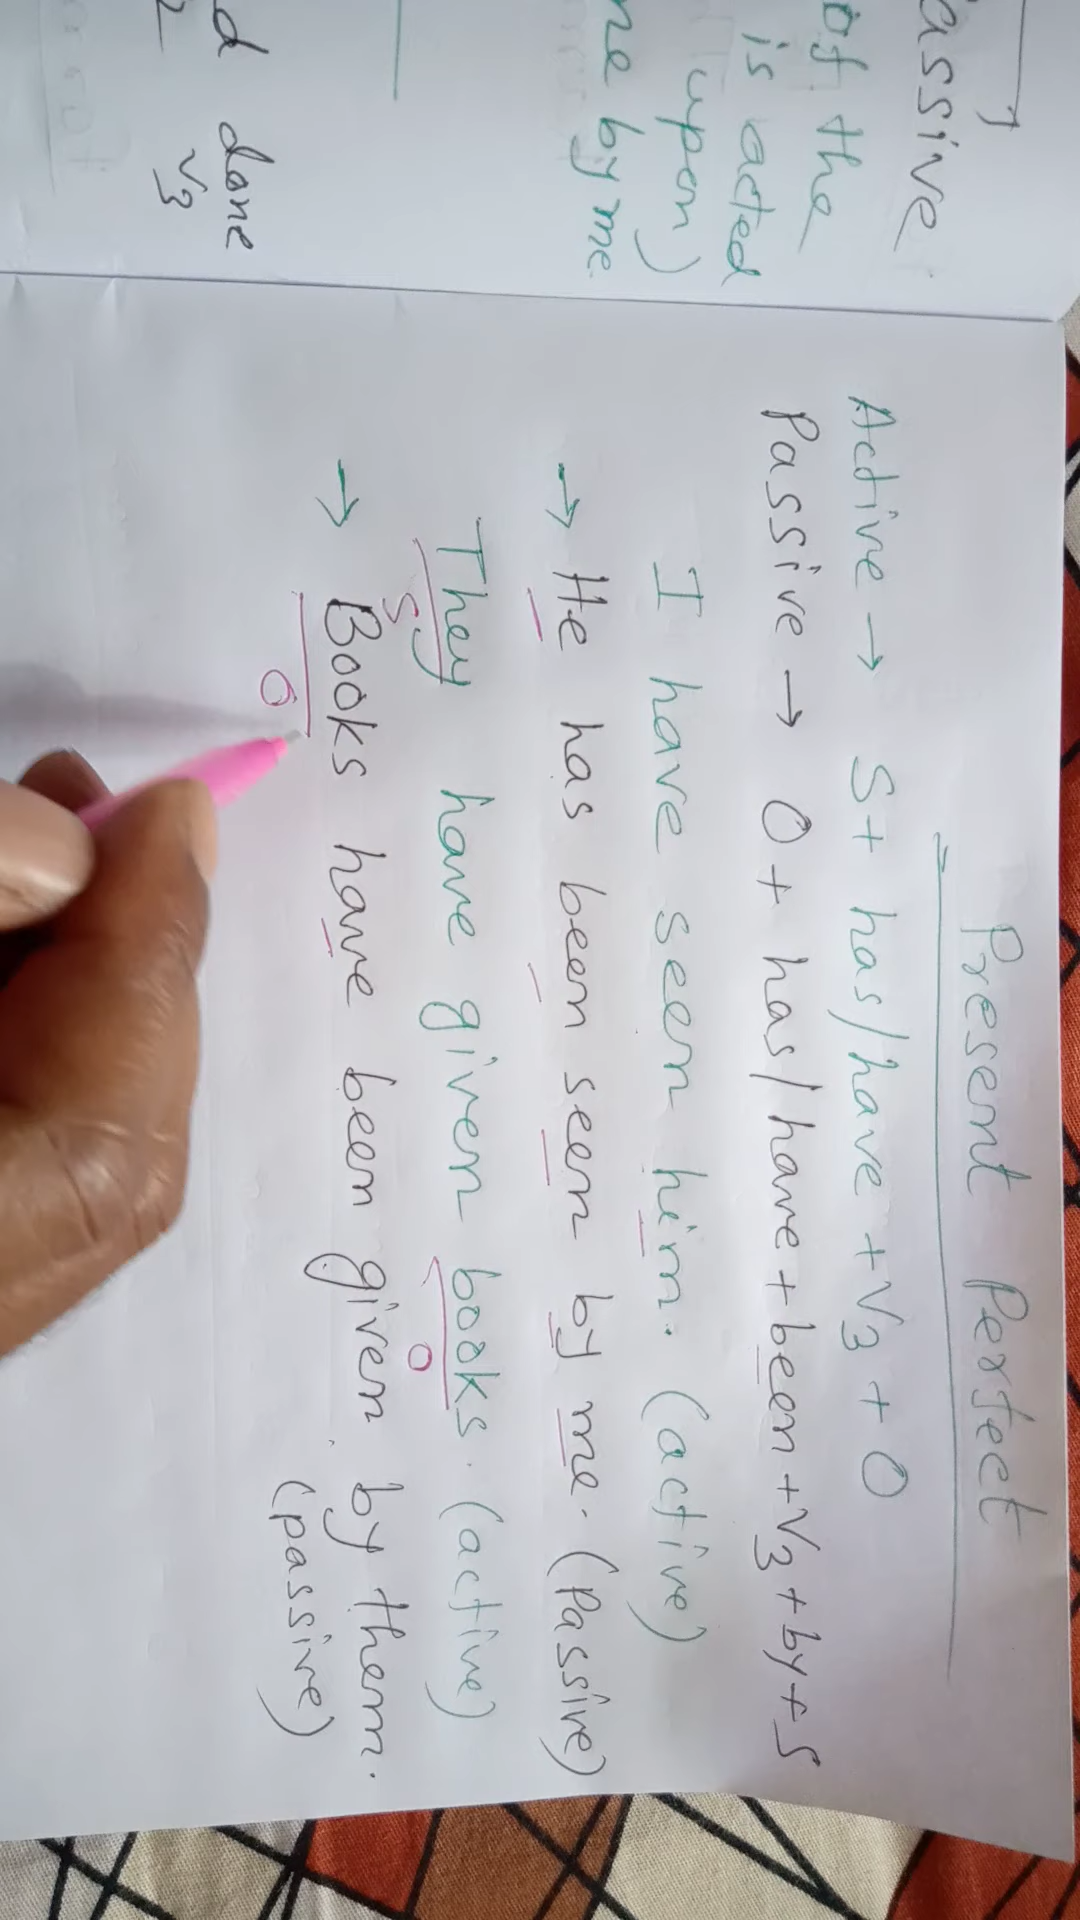 assive
of the
is acted
upon)
ne by me
d done
V3
Present Perfect
Active → S + has/have + V3 + O
Passive → O + has/have + been + V3 + by + S
I have seen him. (active)
→ He has been seen by me. (Passive)
They have given books. (active)
S O
→ Books have been given by them.
O (passive)